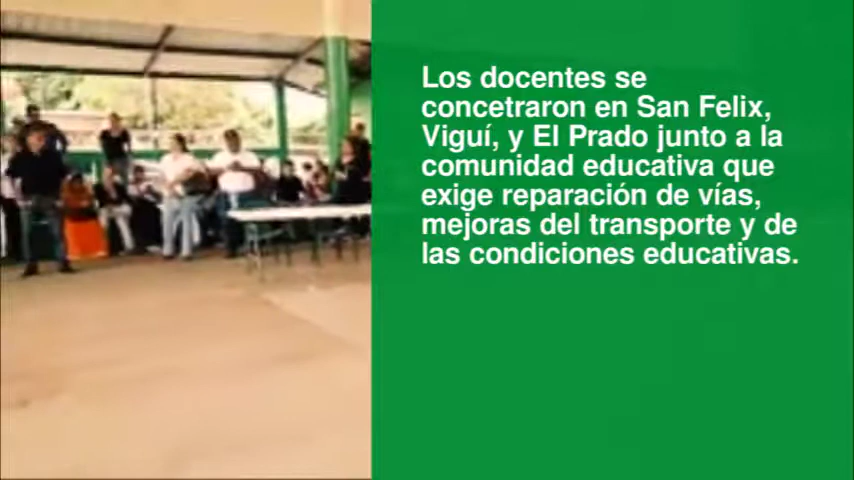 Los docentes se
concetraron en San Felix,
Viguí, y El Prado junto a la
comunidad educativa que
exige reparación de vías,
mejoras del transporte y de
las condiciones educativas.